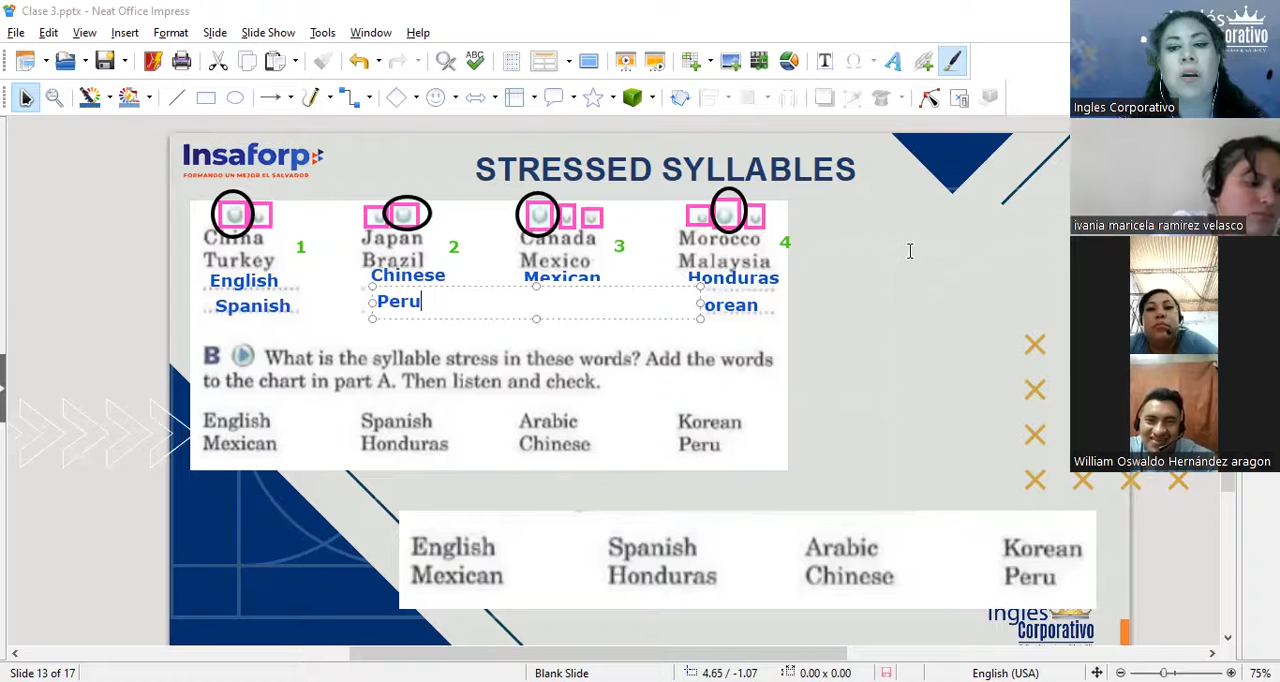 Clase 3.pptx - Neat Office Impress
File Edit View Insert Format Slide Slide Show Tools Window Help
Insaforp
FORMANDO UN MEJOR EL SALVADOR
STRESSED SYLLABLES
China Japan Canada Morocco
1 2 3 4
Turkey Brazil Mexico Malaysia
English Chinese Mexican Honduras
Spanish Peru orean
B What is the syllable stress in these words? Add the words
to the chart in part A. Then listen and check.
English Spanish Arabic Korean
Mexican Honduras Chinese Peru
English Spanish Arabic Korean
Mexican Honduras Chinese Peru
Ingles
Corporativo
Ingles Corporativo
ivania maricela ramirez velasco
William Oswaldo Hernández aragon
Slide 13 of 17 Blank Slide 4.65 / -1.07 0.00 x 0.00 English (USA) 75%